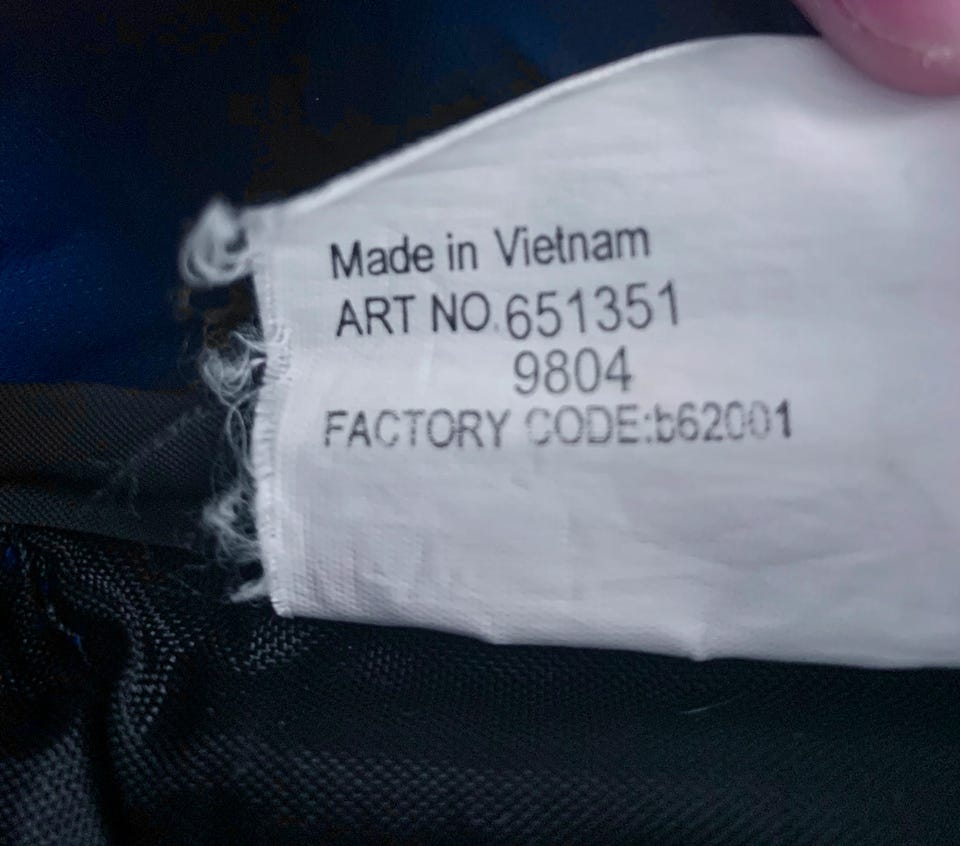 Made in Vietnam
ART NO.651351
9804
FACTORY CODE:b62001